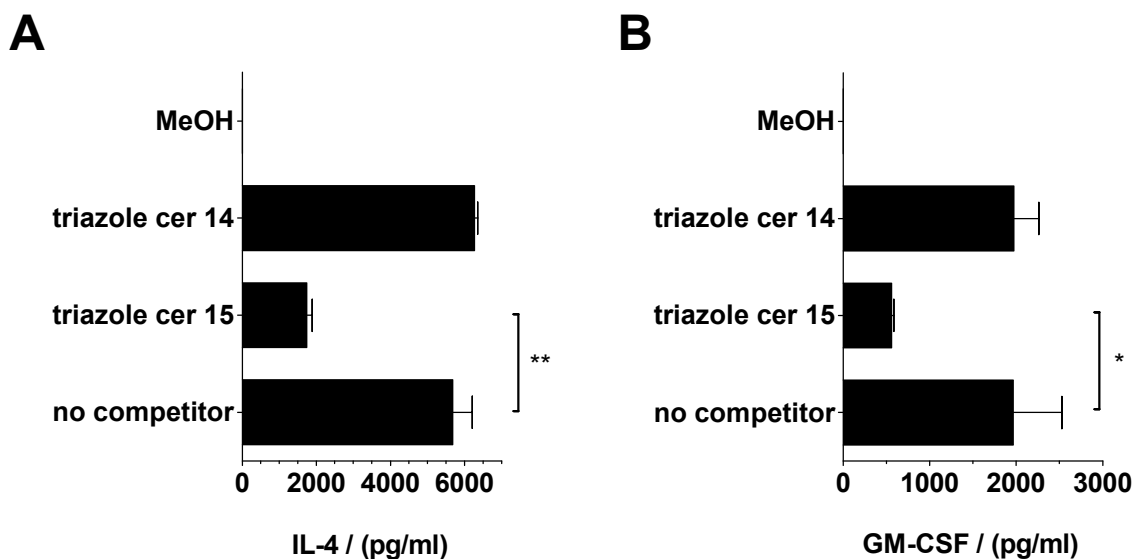 A
MeOH
triazole cer 14
triazole cer 15
no competitor
**
0 2000 4000 6000
IL-4 / (pg/ml)
B
MeOH
triazole cer 14
triazole cer 15
no competitor
*
0 1000 2000 3000
GM-CSF / (pg/ml)